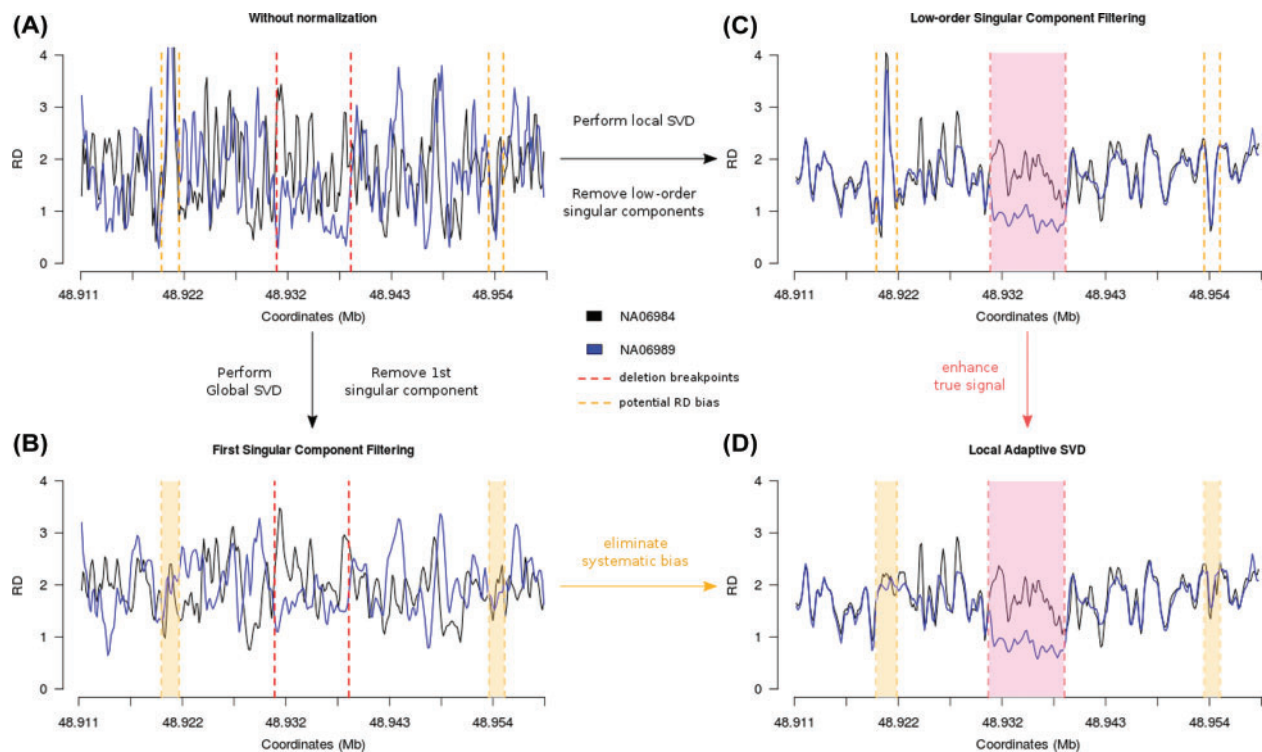 (A)
Without normalization
RD
4
3
2
1
0
48.911
48.922
48.932
48.943
48.954
Coordinates (Mb)
Perform local SVD
Remove low-order
singular components
(C)
Low-order Singular Component Filtering
RD
4
3
2
1
0
48.911
48.922
48.932
48.943
48.954
Coordinates (Mb)
Perform
Global SVD
Remove 1st
singular component
NA06984
NA06989
deletion breakpoints
potential RD bias
enhance
true signal
(B)
First Singular Component Filtering
RD
4
3
2
1
0
48.911
48.922
48.932
48.943
48.954
Coordinates (Mb)
eliminate
systematic bias
(D)
Local Adaptive SVD
RD
4
3
2
1
0
48.911
48.922
48.932
48.943
48.954
Coordinates (Mb)